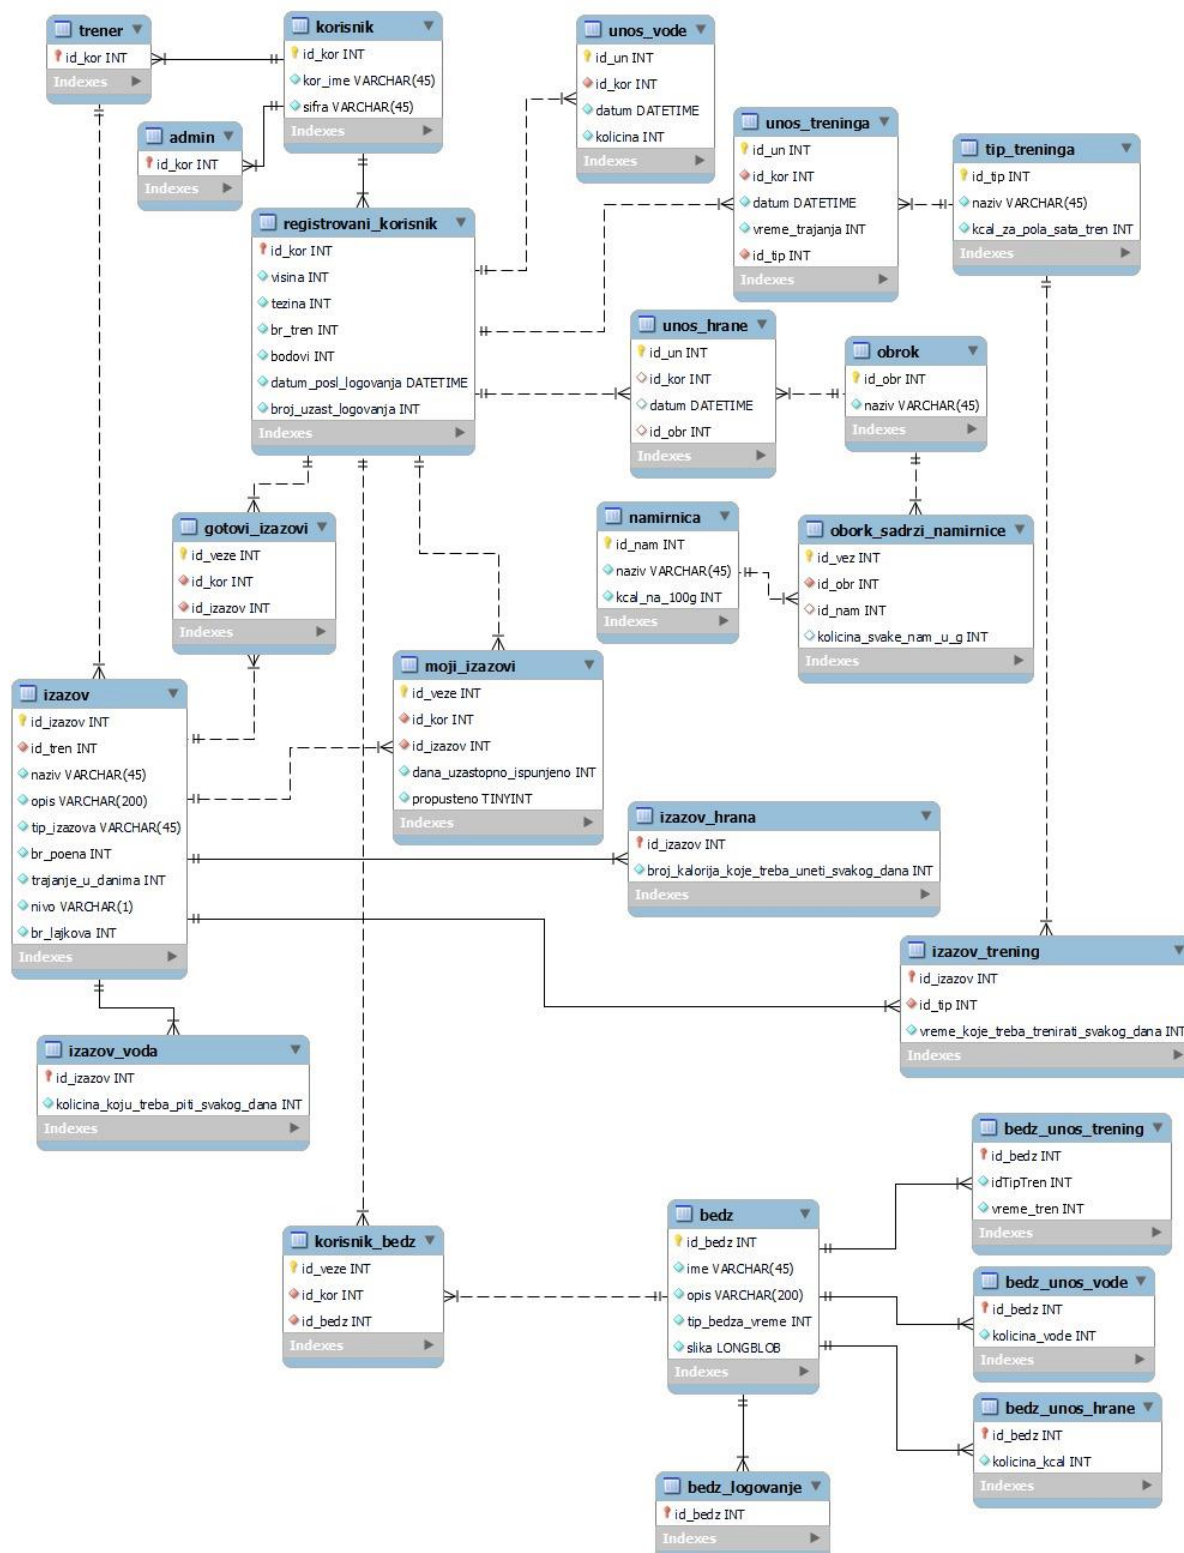 trener
id_kor INT
Indexes
korisnik
id_kor INT
kor_ime VARCHAR(45)
sifra VARCHAR(45)
Indexes
admin
id_kor INT
Indexes
unos_vode
id_un INT
id_kor INT
datum DATETIME
kolicina INT
Indexes
unos_treninga
id_un INT
id_kor INT
datum DATETIME
vreme_trajanja INT
id_tip INT
Indexes
tip_treninga
id_tip INT
naziv VARCHAR(45)
kcal_za_pola_sata_tren INT
Indexes
registrovani_korisnik
id_kor INT
visina INT
tezina INT
br_tren INT
bodovi INT
datum_posl_logovanja DATETIME
broj_uzast_logovanja INT
Indexes
unos_hrane
id_un INT
id_kor INT
datum DATETIME
id_obr INT
Indexes
obrok
id_obr INT
naziv VARCHAR(45)
Indexes
gotovi_izazovi
id_veze INT
id_kor INT
id_izazov INT
Indexes
namirnica
id_nam INT
naziv VARCHAR(45)
kcal_na_100g INT
Indexes
obork_sadrzi_namirnice
id_vez INT
id_obr INT
id_nam INT
kolicina_svake_nam_u_g INT
Indexes
izazov
id_izazov INT
id_tren INT
naziv VARCHAR(45)
opis VARCHAR(200)
tip_izazova VARCHAR(45)
br_poena INT
trajanje_u_danima INT
nivo VARCHAR(1)
br_lajkova INT
Indexes
moji_izazovi
id_veze INT
id_kor INT
id_izazov INT
dana_uzastopno_ispunjeno INT
propusteno TINYINT
Indexes
izazov_hrana
id_izazov INT
broj_kalorija_koje_treba_uneti_svakog_dana INT
Indexes
izazov_trening
id_izazov INT
id_tip INT
vreme_koje_treba_trenirati_svakog_dana INT
Indexes
izazov_voda
id_izazov INT
kolicina_koju_treba_piti_svakog_dana INT
Indexes
bedz_unos_trening
id_bedz INT
idTipTren INT
vreme_tren INT
Indexes
korisnik_bedz
id_veze INT
id_kor INT
id_bedz INT
Indexes
bedz
id_bedz INT
ime VARCHAR(45)
opis VARCHAR(200)
tip_bedza_vreme INT
slika LONGBLOB
Indexes
bedz_unos_vode
id_bedz INT
kolicina_vode INT
Indexes
bedz_unos_hrane
id_bedz INT
kolicina_kcal INT
Indexes
bedz_logovanje
id_bedz INT
Indexes